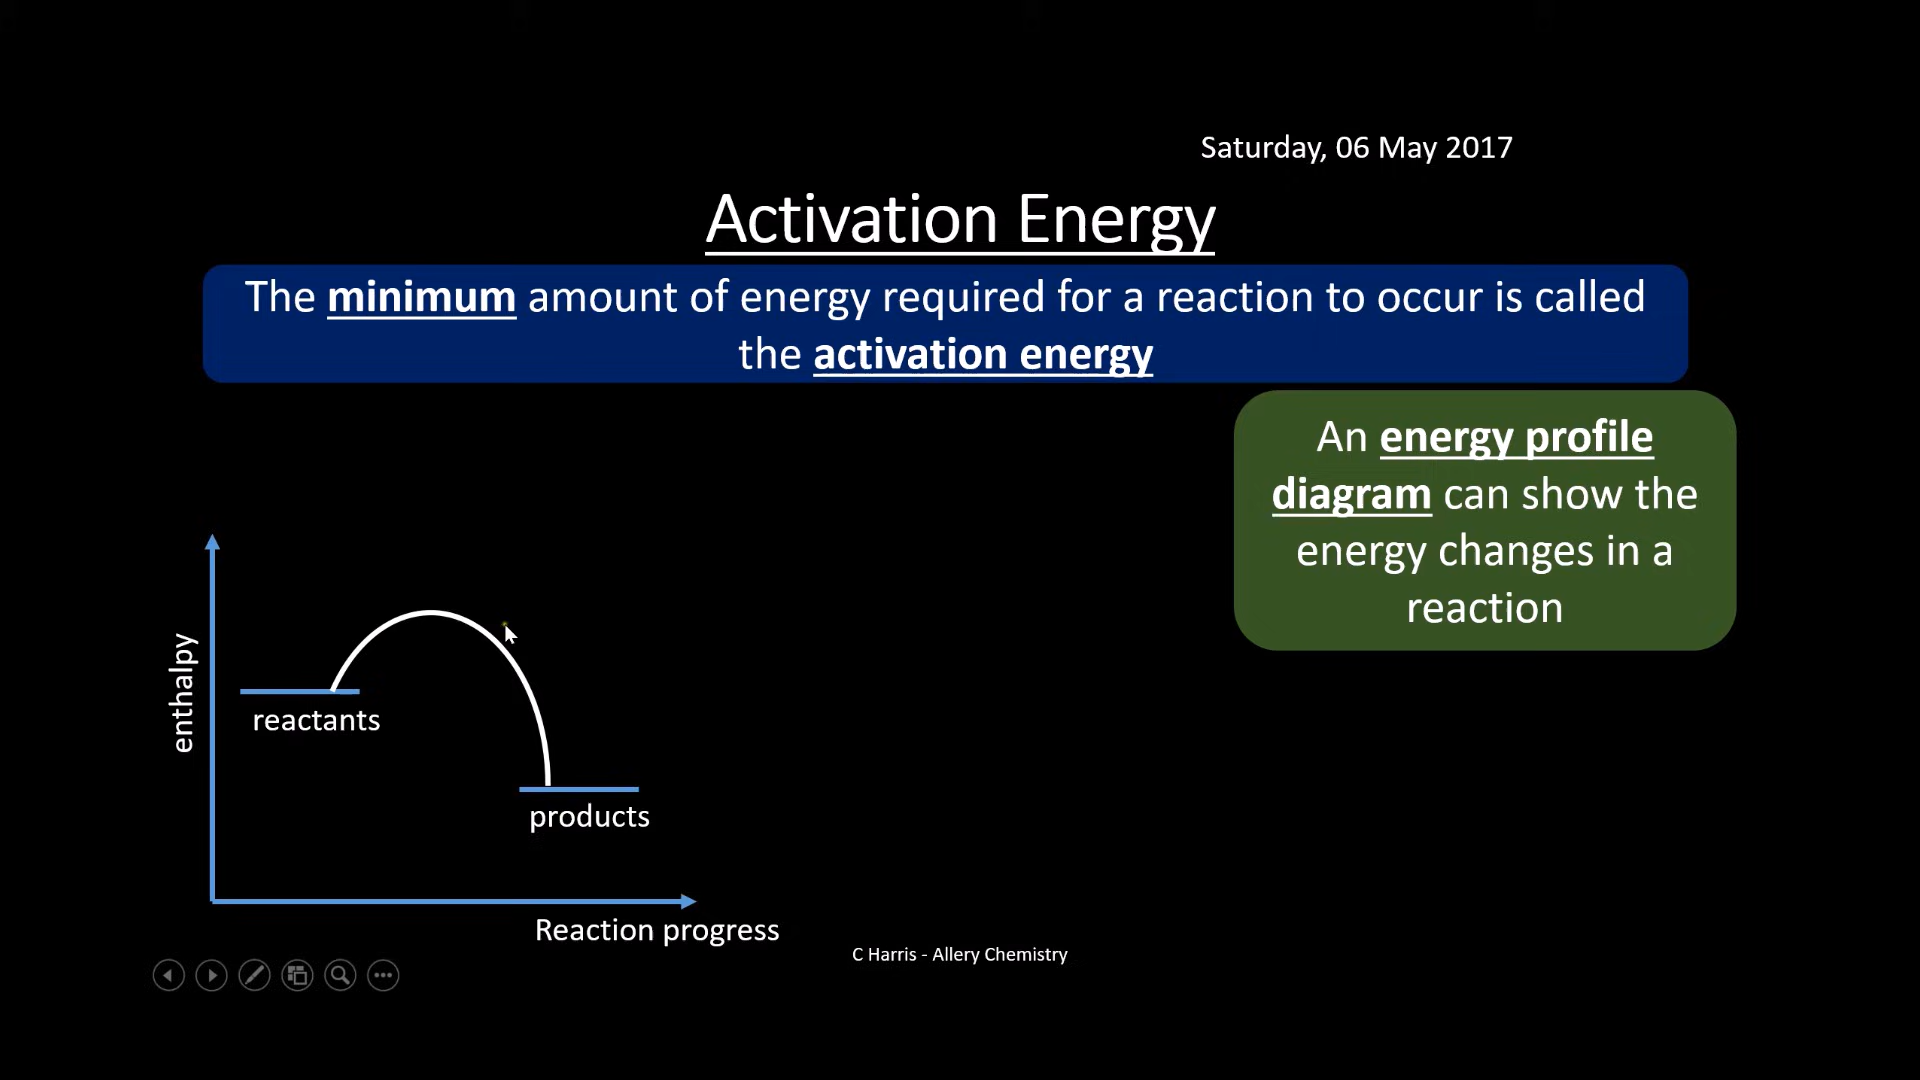 Saturday, 06 May 2017
Activation Energy
The minimum amount of energy required for a reaction to occur is called
the activation energy
An energy profile
diagram can show the
energy changes in a
reaction
enthalpy
reactants
products
Reaction progress
C Harris - Allery Chemistry